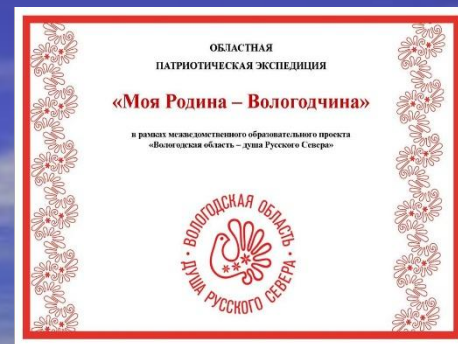 ОБЛАСТНАЯ
ПАТРИОТИЧЕСКАЯ ЭКСПЕДИЦИЯ
«Моя Родина – Вологодчина»
в рамках межведомственного образовательного проекта
«Вологодская область – душа Русского Севера»
ВОЛОГОДСКАЯ ОБЛАСТЬ
ДУША РУССКОГО СЕВЕРА